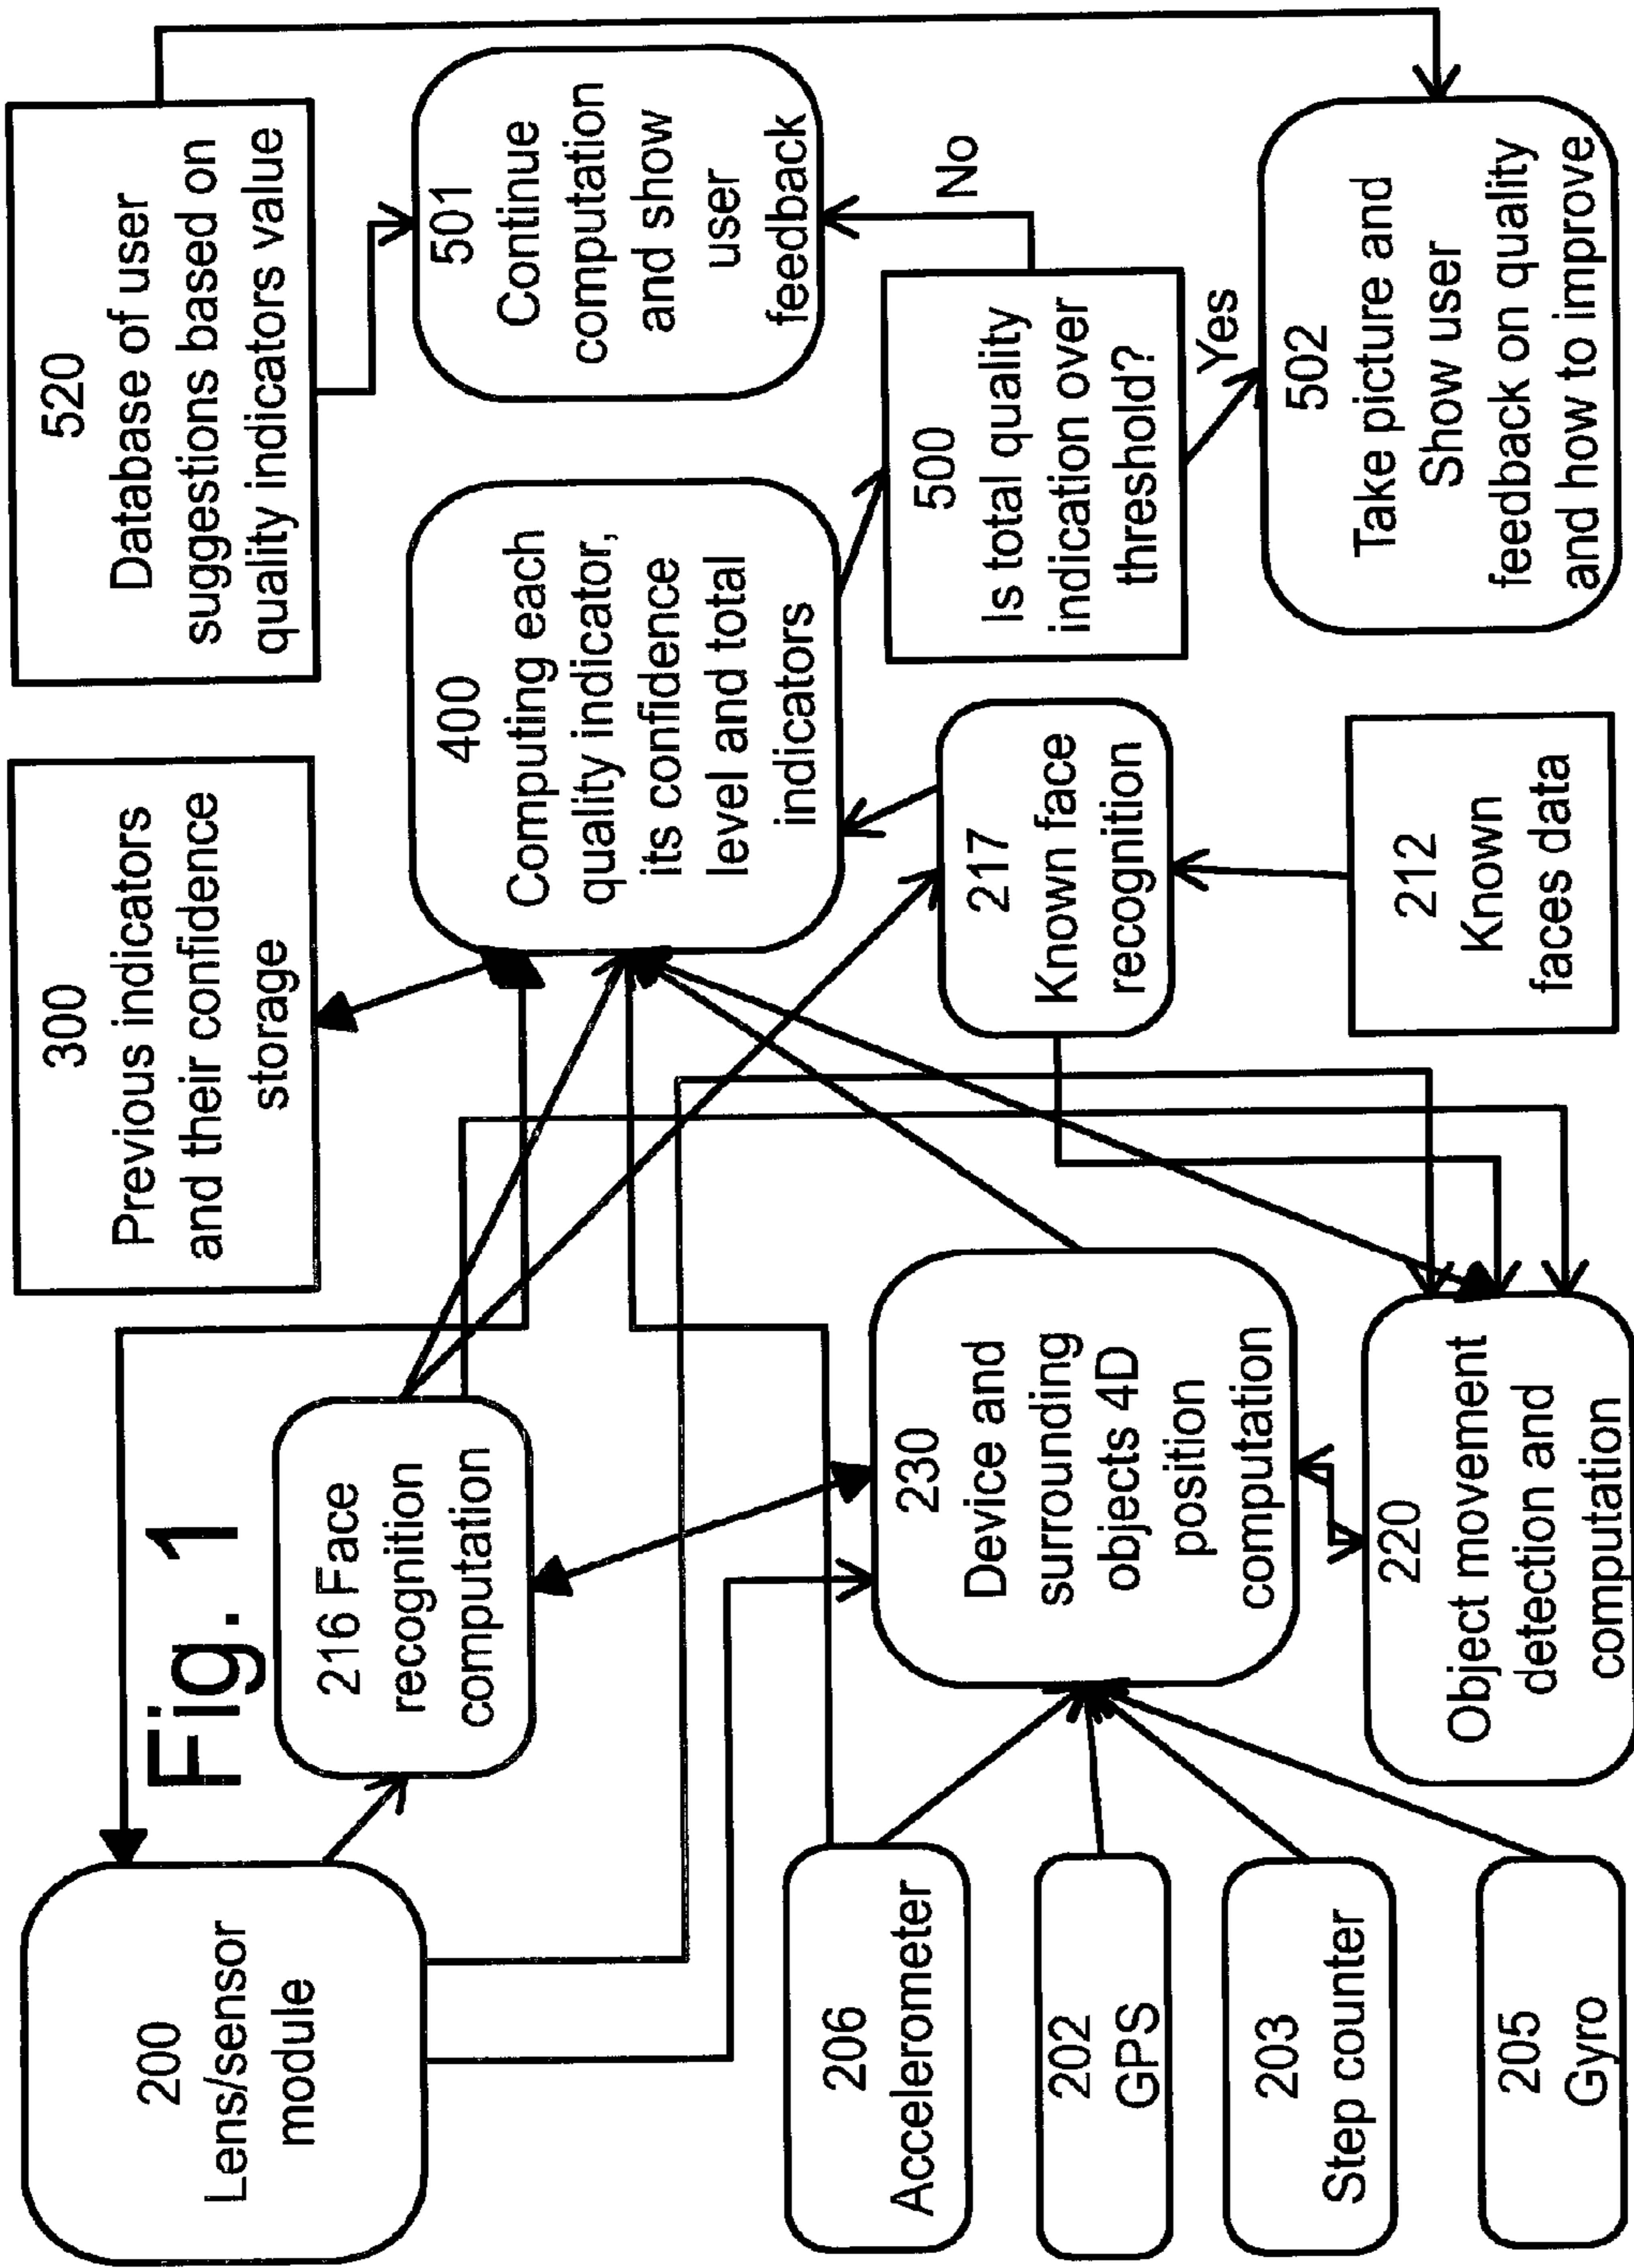 Fig. 1
200
Lens/sensor
module
216 Face
recognition
computation
206
Accelerometer
202
GPS
203
Step counter
205
Gyro
230
Device and
surrounding
objects 4D
position
computation
220
Object movement
detection and
computation
300
Previous indicators
and their confidence
storage
400
Computing each
quality indicator,
its confidence
level and total
indicators
217
Known face
recognition
212
Known
faces data
520
Database of user
suggestions based on
quality indicators value
501
Continue
computation
and show
user
feedback
No
500
Is total quality
indication over
threshold?
Yes
502
Take picture and
Show user
feedback on quality
and how to improve